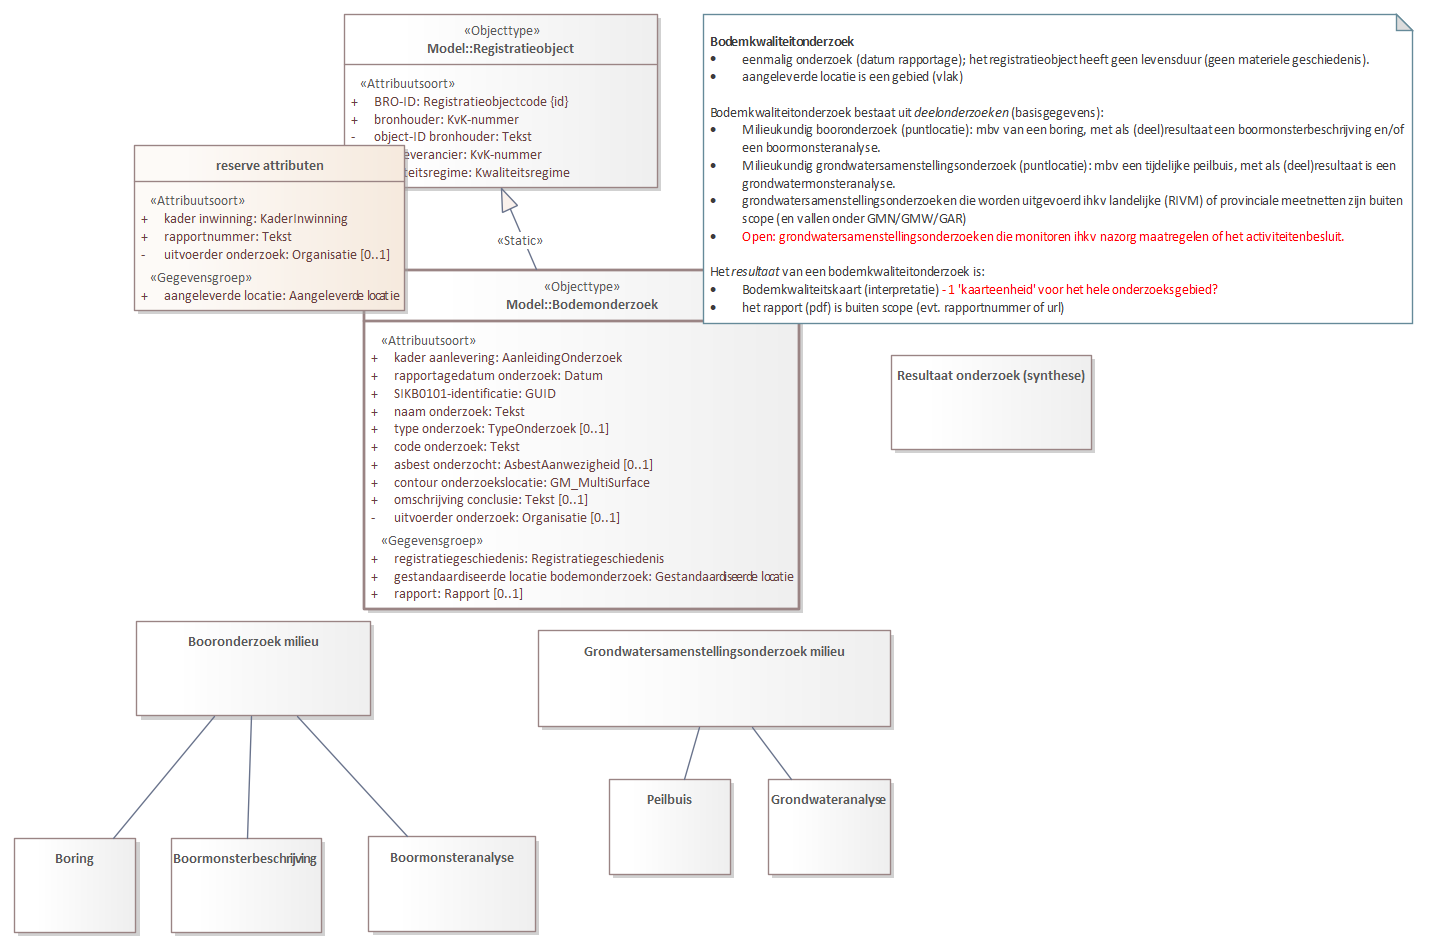 «Objecttype»
Model::Registratieobject
«Attribuutsoort»
+ BRO-ID: Registratieobjectcode {id}
+ bronhouder: KvK-nummer
- object-ID bronhouder: Tekst
everancier: KvK-nummer
teitsregime: Kwaliteitsregime
reserve attributen
«Attribuutsoort»
+ kader inwinning: KaderInwinning
+ rapportnummer: Tekst
- uitvoerder onderzoek: Organisatie [0..1]
«Gegevensgroep»
+ aangeleverde locatie: Aangeleverde locatie
«Static»
Bodemkwaliteitonderzoek
• eenmalig onderzoek (datum rapportage); het registratieobject heeft geen levensduur (geen materiele geschiedenis).
• aangeleverde locatie is een gebied (vlak)
Bodemkwaliteitonderzoek bestaat uit deelonderzoeken (basisgegevens):
• Milieukundig booronderzoek (puntlocatie): mbv van een boring, met als (deel)resultaat een boormonsterbeschrijving en/of
een boormonsteranalyse.
• Milieukundig grondwatersamenstellingsonderzoek (puntlocatie): mbv een tijdelijke peilbuis, met als (deel)resultaat is een
grondwatermonsteranalyse.
• grondwatersamenstellingsonderzoeken die worden uitgevoerd ihkv landelijke (RIVM) of provinciale meetnetten zijn buiten
scope (en vallen onder GMN/GMW/GAR)
• Open: grondwatersamenstellingsonderzoeken die monitoren ihkv nazorg maatregelen of het activiteitenbesluit.
Het resultaat van een bodemkwaliteitonderzoek is:
• Bodemkwaliteitskaart (interpretatie) - 1 'kaarteenheid' voor het hele onderzoeksgebied?
• het rapport (pdf) is buiten scope (evt. rapportnummer of url)
«Objecttype»
Model::Bodemonderzoek
«Attribuutsoort»
+ kader aanlevering: AanleidingOnderzoek
+ rapportagedatum onderzoek: Datum
+ SIKB0101-identificatie: GUID
+ naam onderzoek: Tekst
+ type onderzoek: TypeOnderzoek [0..1]
+ code onderzoek: Tekst
+ asbest onderzocht: AsbestAanwezigheid [0..1]
+ contour onderzoekslocatie: GM_MultiSurface
+ omschrijving conclusie: Tekst [0..1]
- uitvoerder onderzoek: Organisatie [0..1]
«Gegevensgroep»
+ registratiegeschiedenis: Registratiegeschiedenis
+ gestandaardiseerde locatie bodemonderzoek: Gestandaardiseerde locatie
+ rapport: Rapport [0..1]
Resultaat onderzoek (synthese)
Booronderzoek milieu
Grondwatersamenstellingsonderzoek milieu
Peilbuis
Grondwateranalyse
Boring
Boormonsterbeschrijving
Boormonsteranalyse